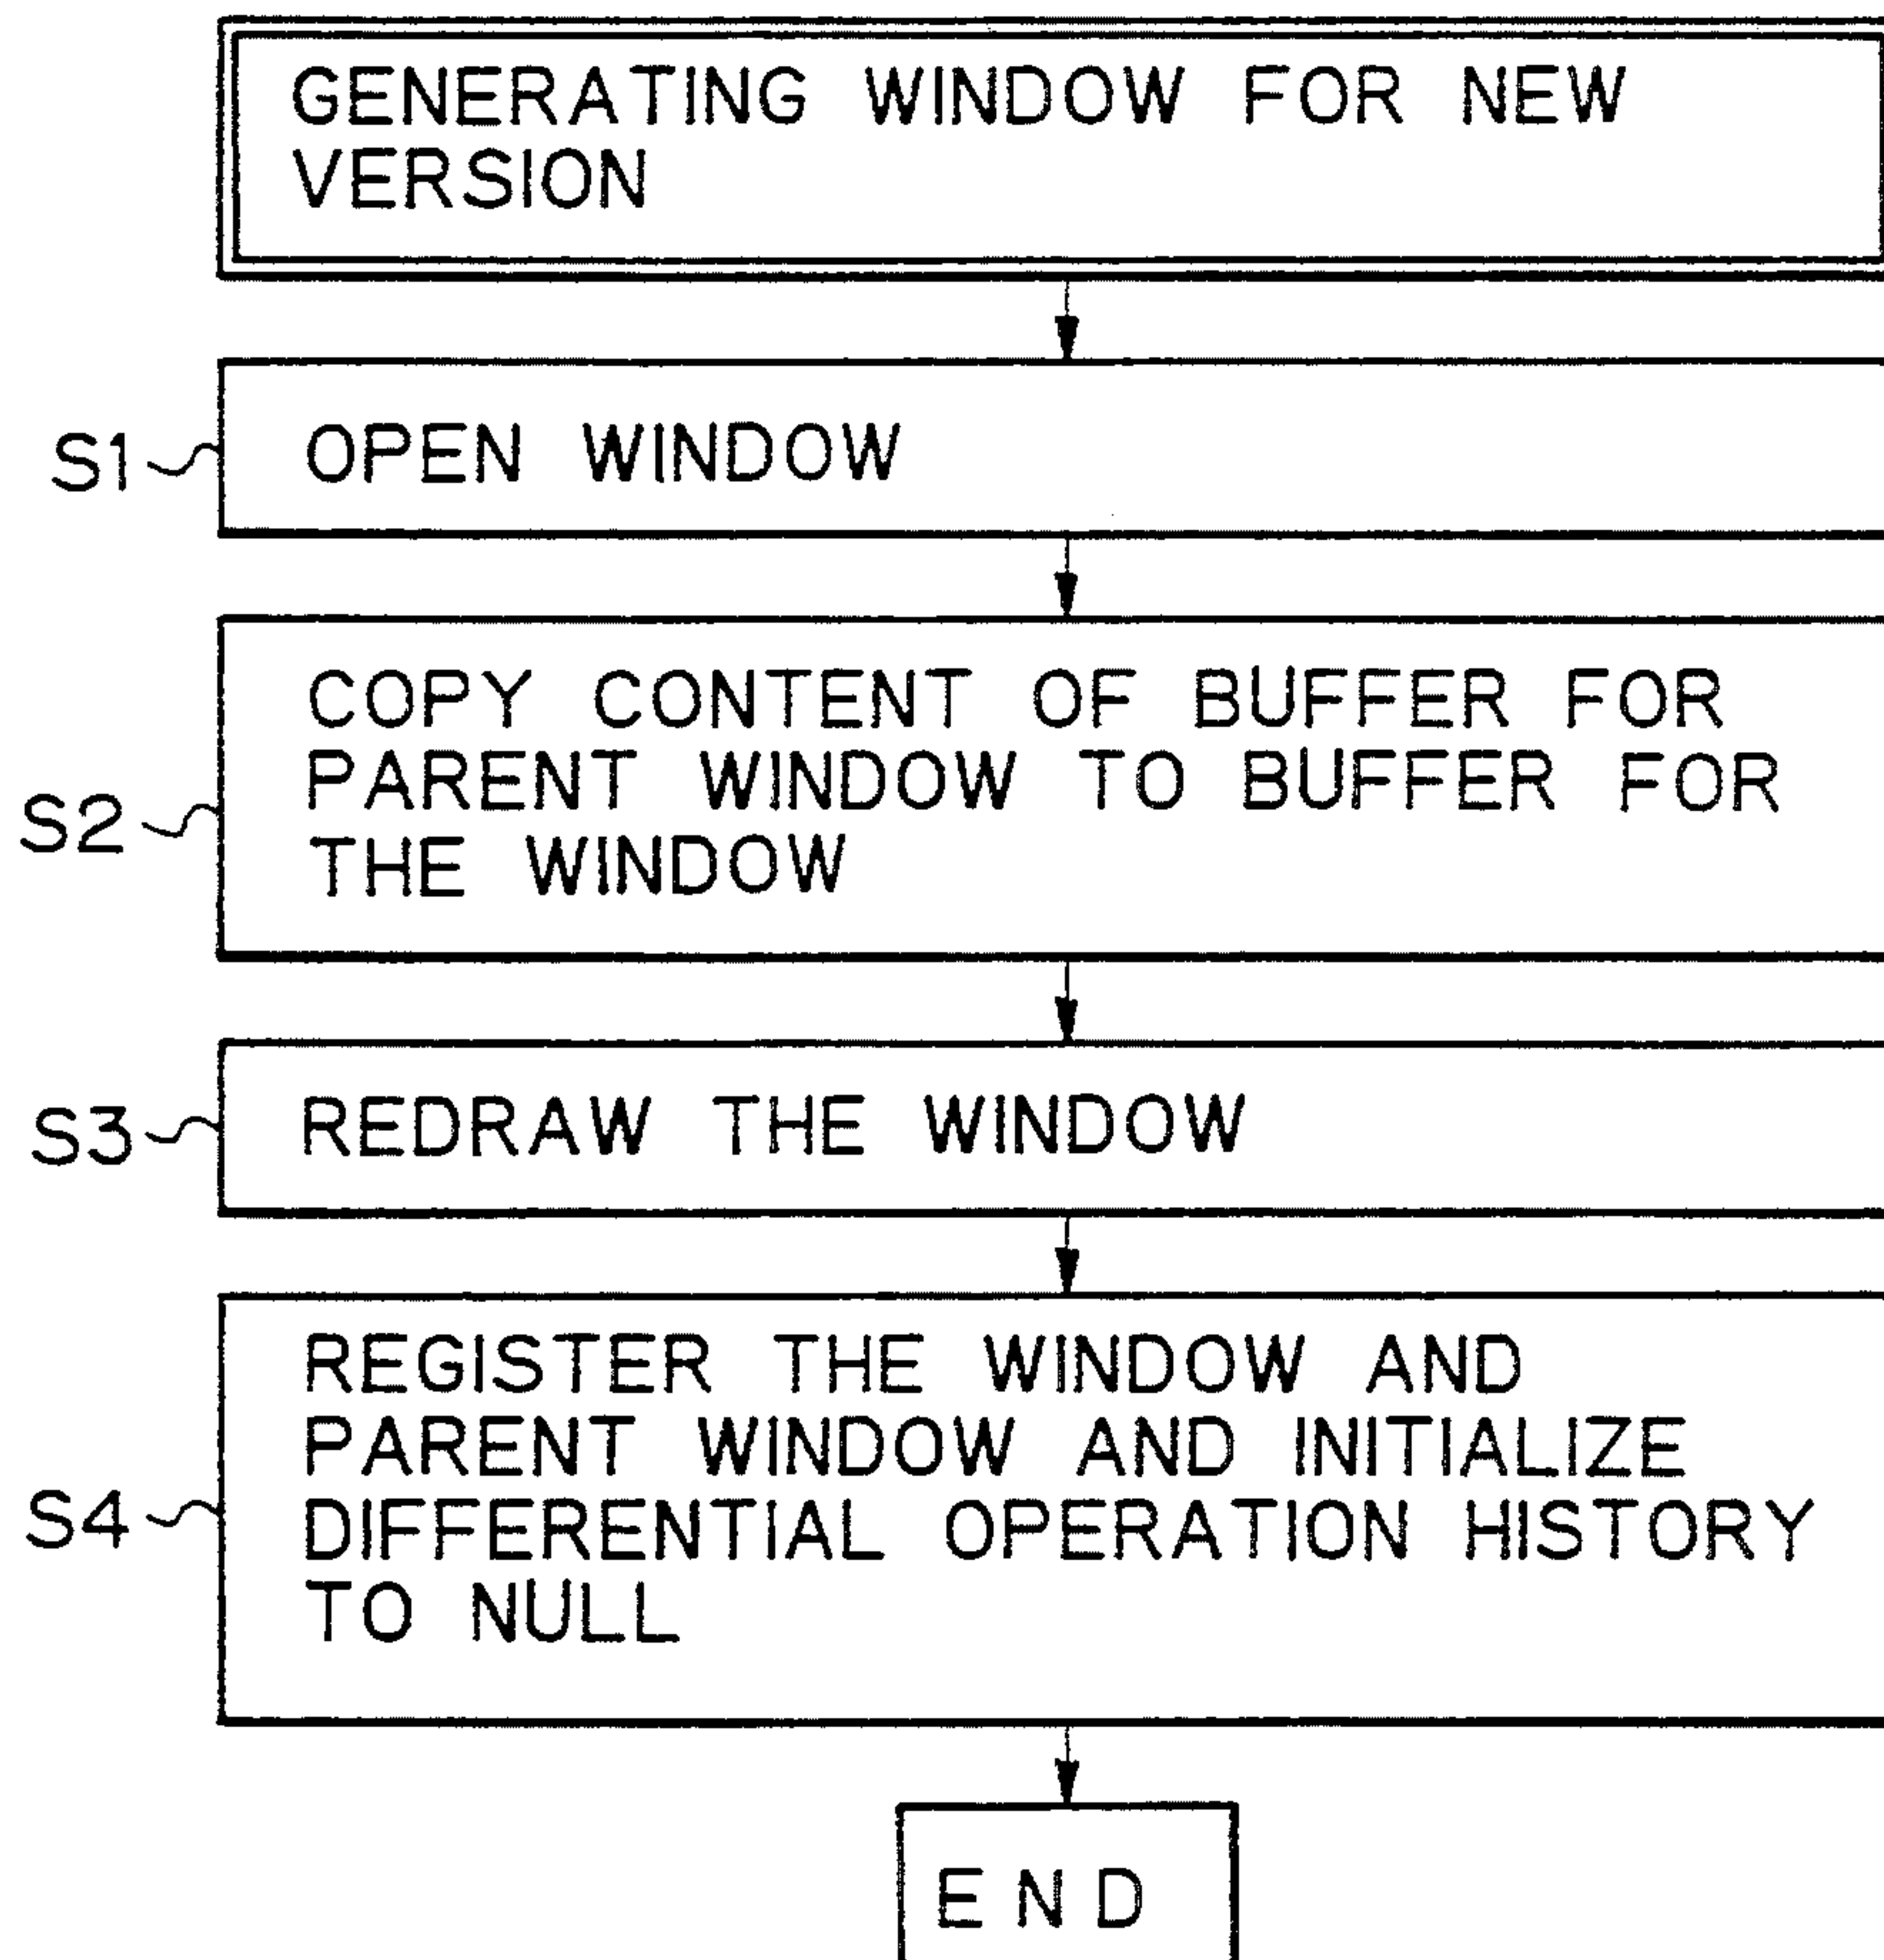 GENERATING WINDOW FOR NEW
VERSION
S1
OPEN WINDOW
S2
COPY CONTENT OF BUFFER FOR
PARENT WINDOW TO BUFFER FOR
THE WINDOW
S3
REDRAW THE WINDOW
S4
REGISTER THE WINDOW AND
PARENT WINDOW AND INITIALIZE
DIFFERENTIAL OPERATION HISTORY
TO NULL
END